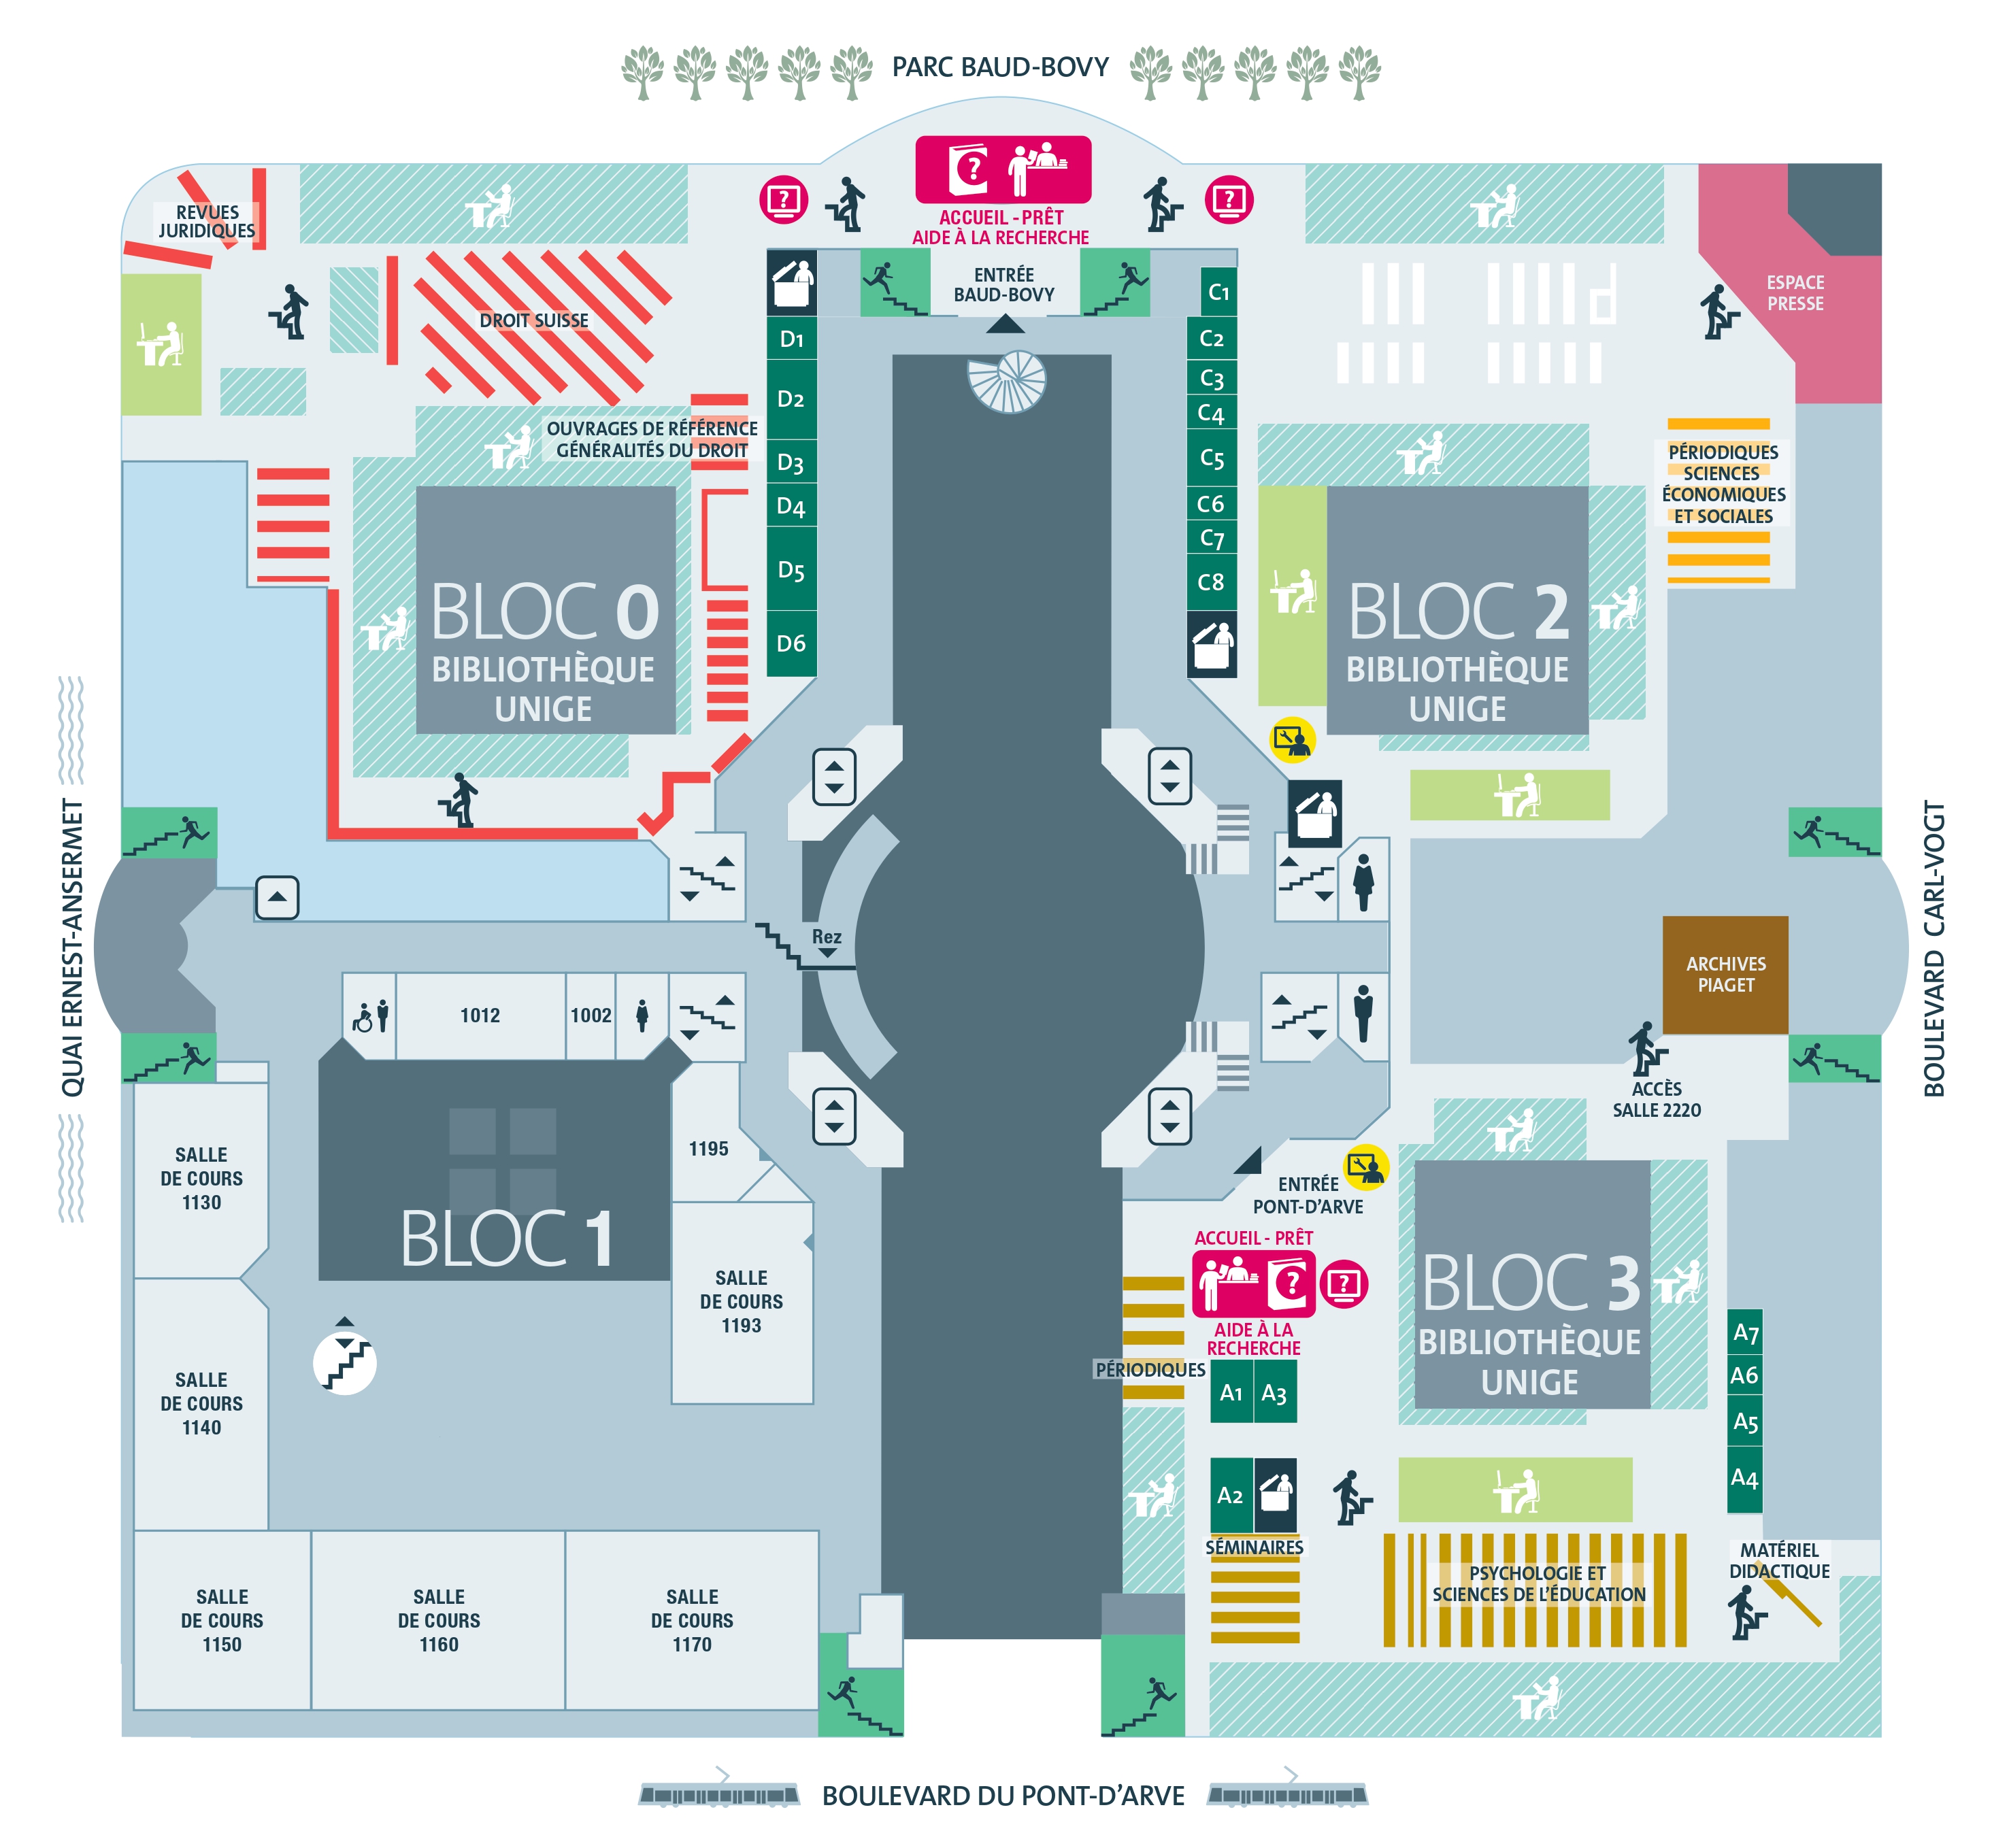 PARC BAUD-BOVY
ACCUEIL - PRÊT
AIDE À LA RECHERCHE
REVUES
JURIDIQUES
ENTRÉE
BAUD-BOVY
ESPACE
PRESSE
DROIT SUISSE
OUVRAGES DE RÉFÉRENCE
GÉNÉRALITÉS DU DROIT
D1
D2
D3
D4
D5
D6
C1
C2
C3
C4
C5
C6
C7
C8
PÉRIODIQUES
SCIENCES
ÉCONOMIQUES
ET SOCIALES
BLOC 0
BIBLIOTHÈQUE
UNIGE
BLOC 2
BIBLIOTHÈQUE
UNIGE
QUAI ERNEST-ANSERMET
BOULEVARD CARL-VOGT
Rez
ARCHIVES
PIAGET
1012
1002
ACCÈS
SALLE 2220
SALLE
DE COURS
1130
1195
ENTRÉE
PONT-D'ARVE
BLOC 1
ACCUEIL - PRÊT
?
AIDE À LA
RECHERCHE
SALLE
DE COURS
1193
BLOC 3
BIBLIOTHÈQUE
UNIGE
PÉRIODIQUES
A1
A3
A2
A7
A6
A5
A4
SALLE
DE COURS
1140
SÉMINAIRES
PSYCHOLOGIE ET
SCIENCES DE L'ÉDUCATION
MATÉRIEL
DIDACTIQUE
SALLE
DE COURS
1150
SALLE
DE COURS
1160
SALLE
DE COURS
1170
BOULEVARD DU PONT-D'ARVE